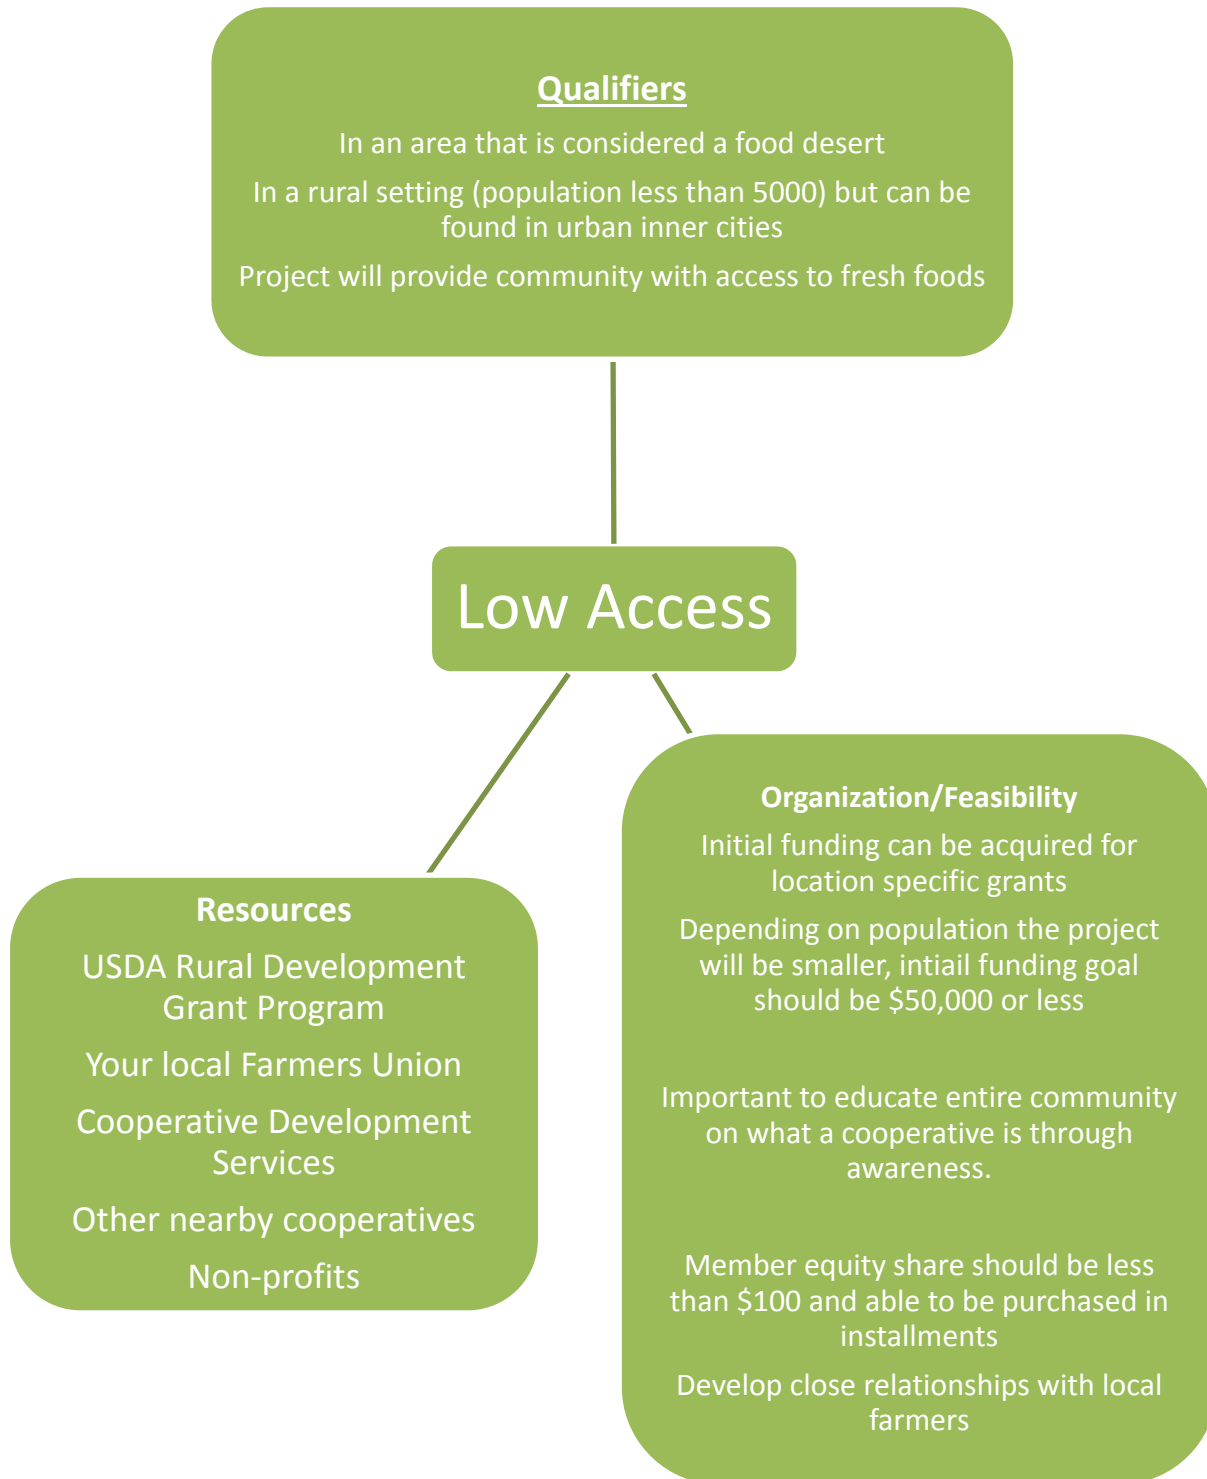 Qualifiers
In an area that is considered a food desert
In a rural setting (population less than 5000) but can be
found in urban inner cities
Project will provide community with access to fresh foods
Low Access
Resources
USDA Rural Development
Grant Program
Your local Farmers Union
Cooperative Development
Services
Other nearby cooperatives
Non-profits
Organization/Feasibility
Initial funding can be acquired for
location specific grants
Depending on population the project
will be smaller, intiail funding goal
should be $50,000 or less
Important to educate entire community
on what a cooperative is through
awareness.
Member equity share should be less
than $100 and able to be purchased in
installments
Develop close relationships with local
farmers